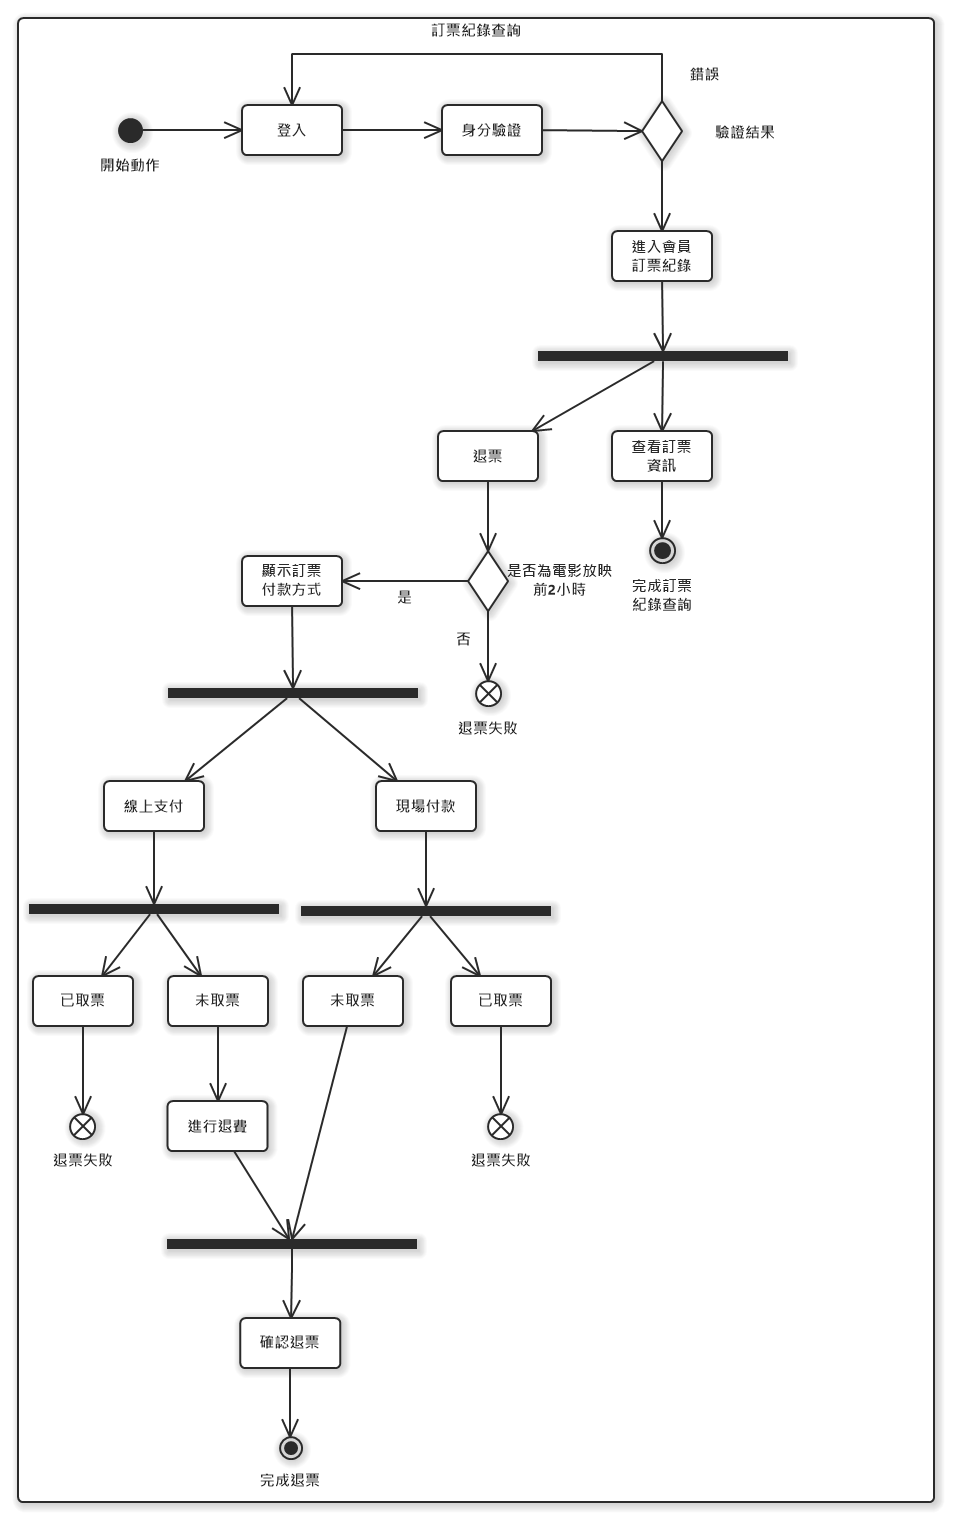 訂票紀錄查詢
錯誤
登入
身分驗證
驗證結果
開始動作
進入會員
訂票紀錄
退票
查看訂票
資訊
顯示訂票
付款方式
是
是否為電影放映
前2小時
完成訂票
紀錄查詢
否
退票失敗
線上支付
現場付款
已取票
未取票
未取票
已取票
進行退費
退票失敗
退票失敗
確認退票
完成退票